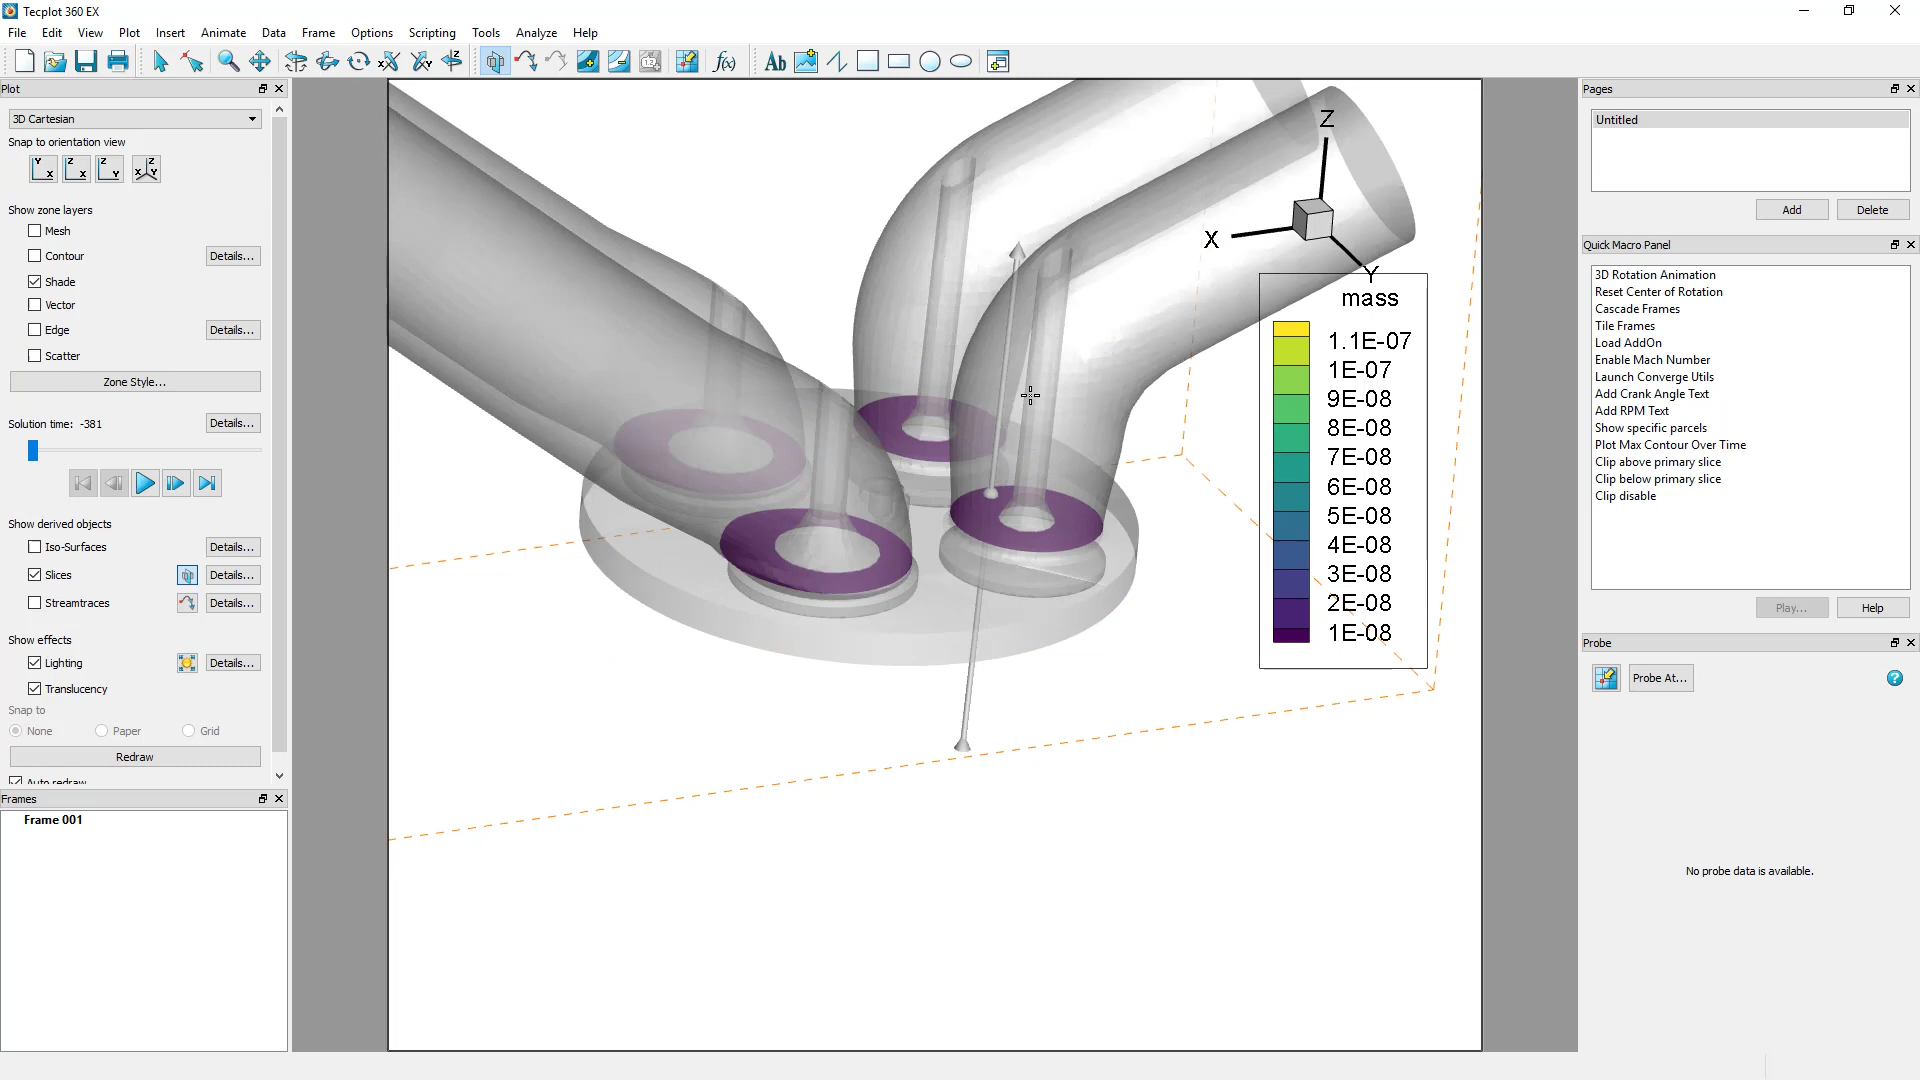 Tecplot 360 EX
File Edit View Plot Insert Animate Data Frame Options Scripting Tools Analyze Help
Ab f(x)
Plot
3D Cartesian
Snap to orientation view
Y X Z X Z Y Z X Y
Show zone layers
Mesh
Contour Details...
Shade
Vector
Edge Details...
Scatter
Zone Style...
Solution time: -381 Details...
Show derived objects
Iso-Surfaces Details...
Slices Details...
Streamtraces Details...
Show effects
Lighting Details...
Translucency
Snap to
None Paper Grid
Redraw
Auto redraw
Frames
Frame 001
Z
X
Y
mass
1.1E-07
1E-07
9E-08
8E-08
7E-08
6E-08
5E-08
4E-08
3E-08
2E-08
1E-08
Pages
Untitled
Add Delete
Quick Macro Panel
3D Rotation Animation
Reset Center of Rotation
Cascade Frames
Tile Frames
Load AddOn
Enable Mach Number
Launch Converge Utils
Add Crank Angle Text
Add RPM Text
Show specific parcels
Plot Max Contour Over Time
Clip above primary slice
Clip below primary slice
Clip disable
Play... Help
Probe
Probe At... ?
No probe data is available.